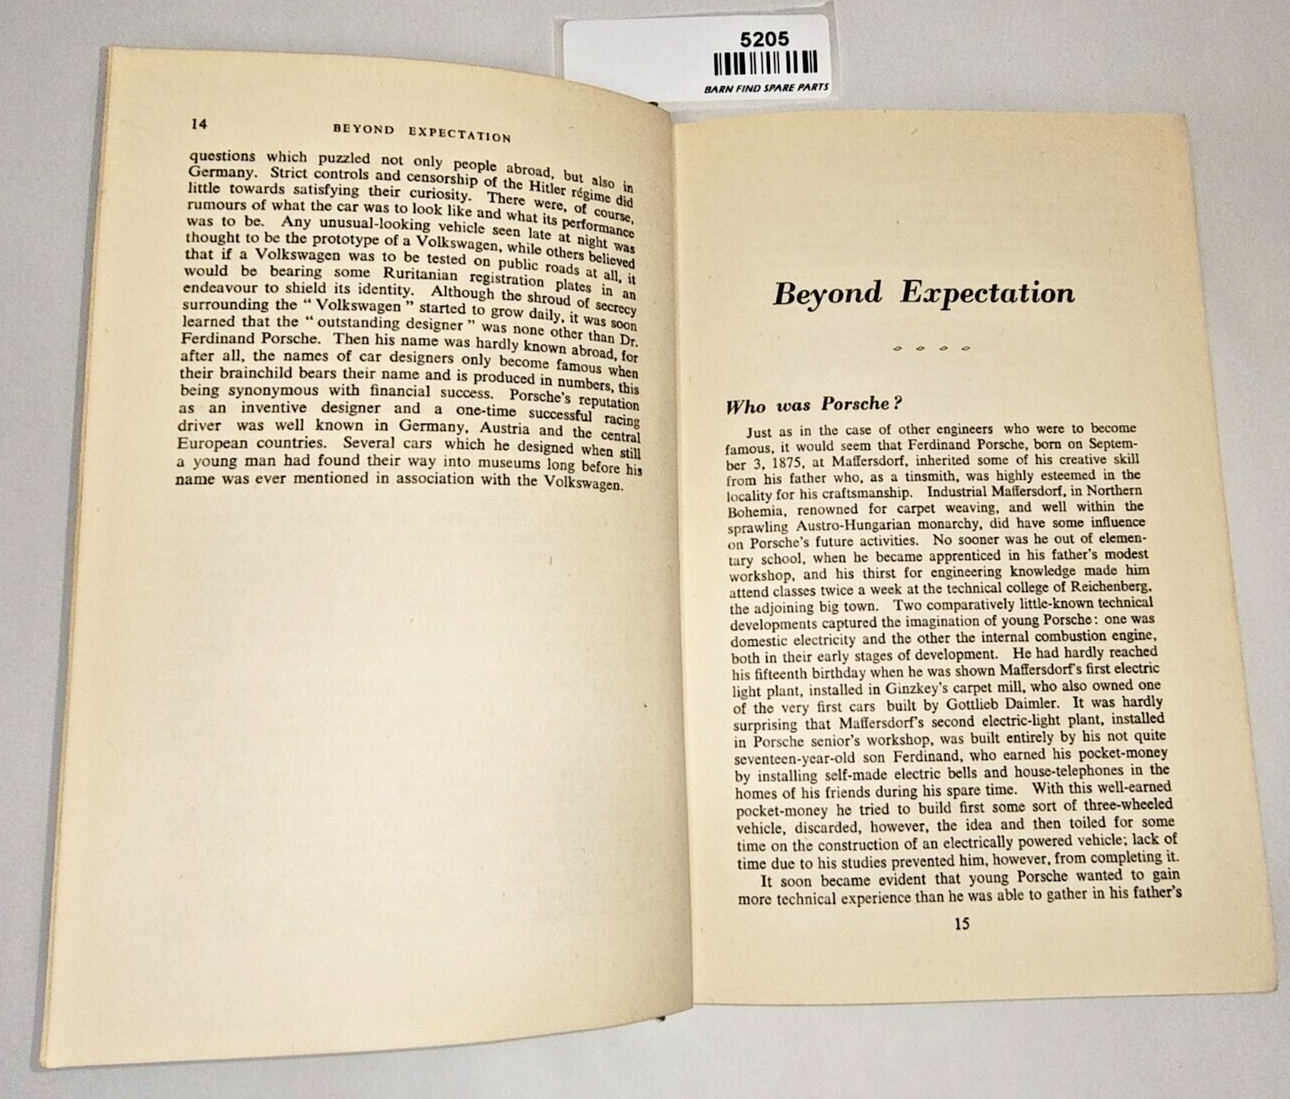 5205
BARN FIND SPARE PARTS
14
BEYOND EXPECTATION
questions which puzzled not only people abroad, but also in
Germany. Strict controls and censorship of the Hitler régime did
little towards satisfying their curiosity. There were, of course,
rumours of what the car was to look like and what its performance
was to be. Any unusual-looking vehicle seen late at night was
thought to be the prototype of a Volkswagen, while others believed
that if a Volkswagen was to be tested on public roads at all, it
would be bearing some Ruritanian registration plates in an
endeavour to shield its identity. Although the shroud of secrecy
surrounding the “ Volkswagen ” started to grow daily, it was soon
learned that the “ outstanding designer ” was none other than Dr.
Ferdinand Porsche. Then his name was hardly known abroad, for
after all, the names of car designers only become famous when
their brainchild bears their name and is produced in numbers, this
being synonymous with financial success. Porsche's reputation
as an inventive designer and a one-time successful racing
driver was well known in Germany, Austria and the central
European countries. Several cars which he designed when still
a young man had found their way into museums long before his
name was ever mentioned in association with the Volkswagen.
Beyond Expectation
Who was Porsche?
Just as in the case of other engineers who were to become
famous, it would seem that Ferdinand Porsche, born on Septem-
ber 3, 1875, at Maffersdorf, inherited some of his creative skill
from his father who, as a tinsmith, was highly esteemed in the
locality for his craftsmanship. Industrial Maffersdorf, in Northern
Bohemia, renowned for carpet weaving, and well within the
sprawling Austro-Hungarian monarchy, did have some influence
on Porsche's future activities. No sooner was he out of elemen-
tary school, when he became apprenticed in his father's modest
workshop, and his thirst for engineering knowledge made him
attend classes twice a week at the technical college of Reichenberg,
the adjoining big town. Two comparatively little-known technical
developments captured the imagination of young Porsche: one was
domestic electricity and the other the internal combustion engine,
both in their early stages of development. He had hardly reached
his fifteenth birthday when he was shown Maffersdorf's first electric
light plant, installed in Ginzkey's carpet mill, who also owned one
of the very first cars built by Gottlieb Daimler. It was hardly
surprising that Maffersdorf's second electric-light plant, installed
in Porsche senior's workshop, was built entirely by his not quite
seventeen-year-old son Ferdinand, who earned his pocket-money
by installing self-made electric bells and house-telephones in the
homes of his friends during his spare time. With this well-earned
pocket-money he tried to build first some sort of three-wheeled
vehicle, discarded, however, the idea and then toiled for some
time on the construction of an electrically powered vehicle; lack of
time due to his studies prevented him, however, from completing it.
It soon became evident that young Porsche wanted to gain
more technical experience than he was able to gather in his father's
15